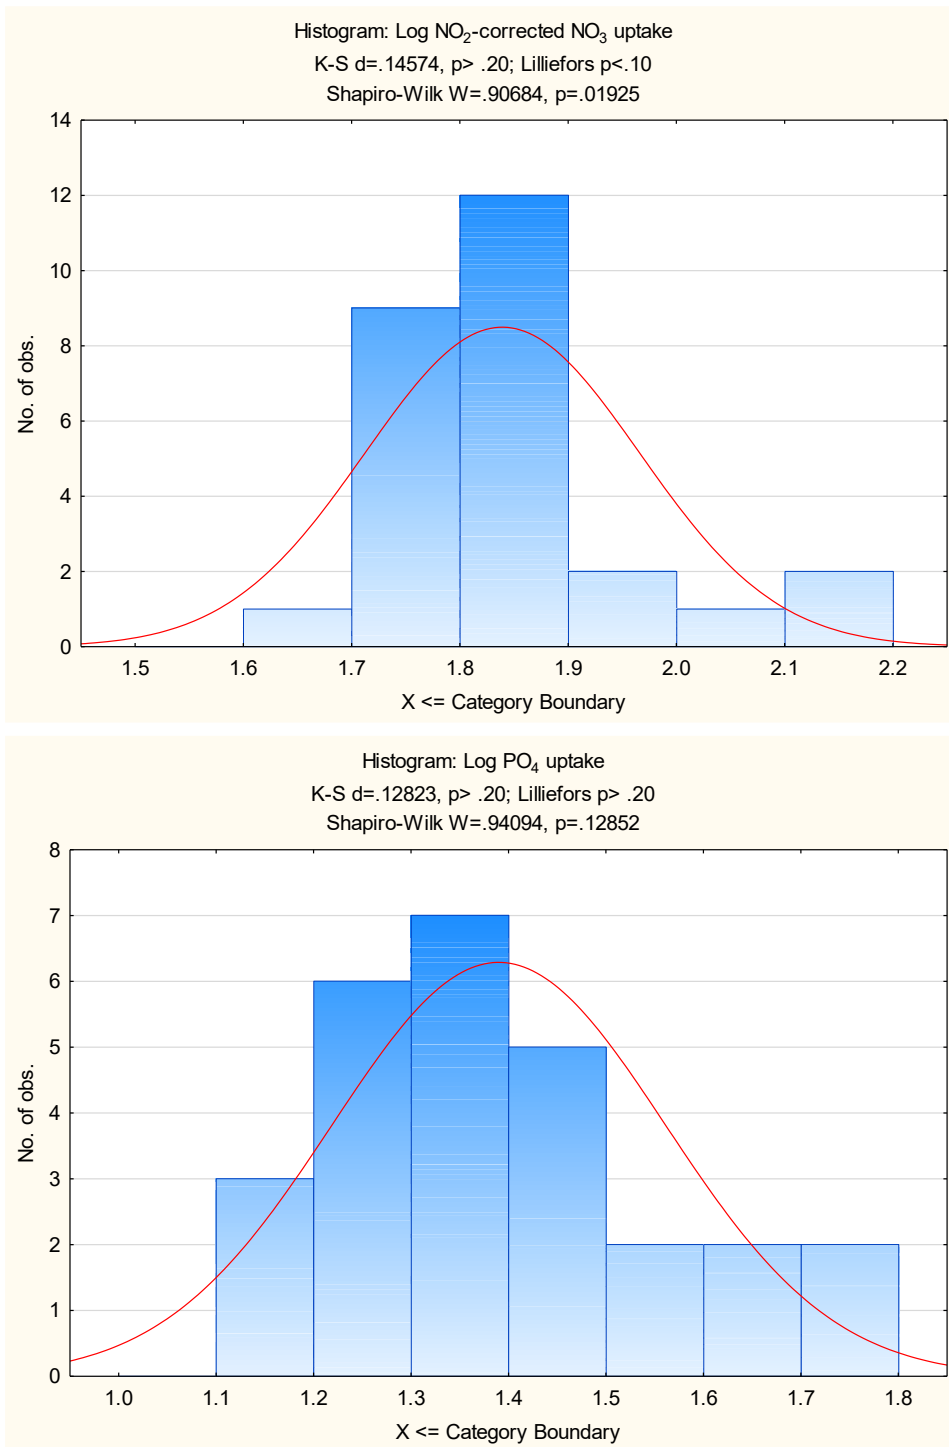 Histogram: Log NO₂-corrected NO₃ uptake
K-S d=.14574, p> .20; Lilliefors p<.10
Shapiro-Wilk W=.90684, p=.01925
14
12
10
8
6
4
2
0
No. of obs.
1.5 1.6 1.7 1.8 1.9 2.0 2.1 2.2
X <= Category Boundary
Histogram: Log PO₄ uptake
K-S d=.12823, p> .20; Lilliefors p> .20
Shapiro-Wilk W=.94094, p=.12852
8
7
6
5
4
3
2
1
0
No. of obs.
1.0 1.1 1.2 1.3 1.4 1.5 1.6 1.7 1.8
X <= Category Boundary